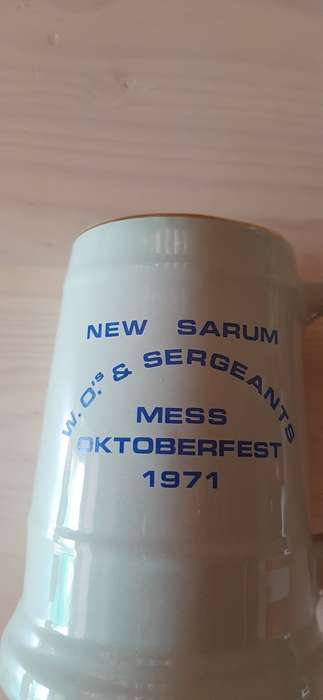 NEW SARUM
W.O.'s & SERGEANTS
MESS
OKTOBERFEST
1971